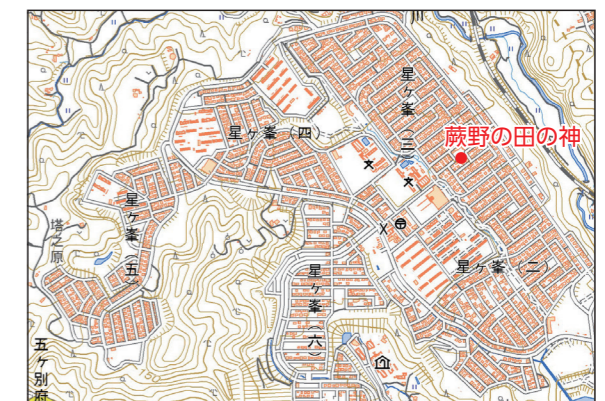 星ヶ峯（三）
蕨野の田の神
星ヶ峯（四）
星ヶ峯（五）
塔之原
星ヶ峯（二）
星ヶ峯（六）
五ヶ別府